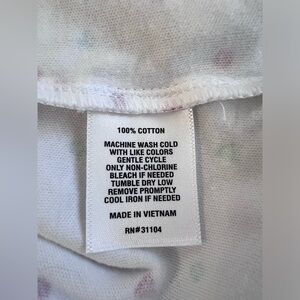 100% COTTON
MACHINE WASH COLD
WITH LIKE COLORS
GENTLE CYCLE
ONLY NON-CHLORINE
BLEACH IF NEEDED
TUMBLE DRY LOW
REMOVE PROMPTLY
COOL IRON IF NEEDED
MADE IN VIETNAM
RN#31104